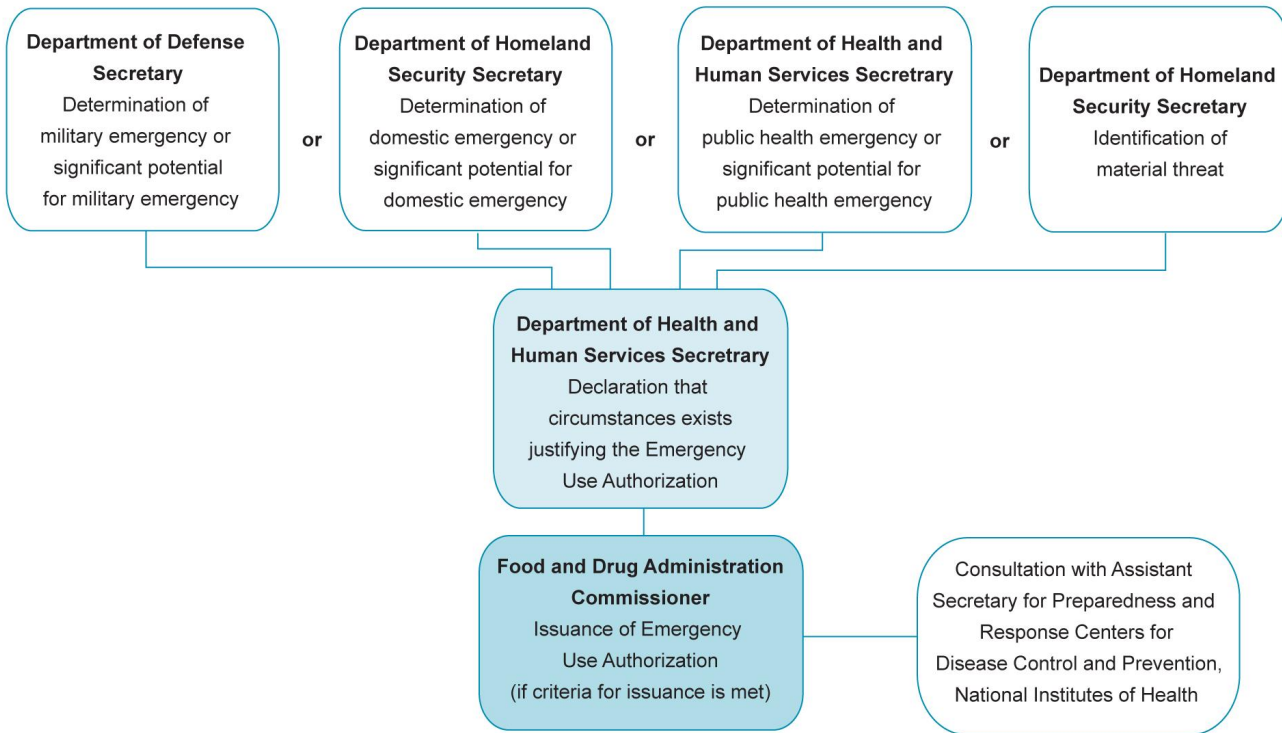 Department of Defense
Secretary
Determination of
military emergency or
significant potential
for military emergency
or
Department of Homeland
Security Secretary
Determination of
domestic emergency or
significant potential for
domestic emergency
or
Department of Health and
Human Services Secretrary
Determination of
public health emergency or
significant potential for
public health emergency
or
Department of Homeland
Security Secretary
Identification of
material threat
Department of Health and
Human Services Secretrary
Declaration that
circumstances exists
justifying the Emergency
Use Authorization
Food and Drug Administration
Commissioner
Issuance of Emergency
Use Authorization
(if criteria for issuance is met)
Consultation with Assistant
Secretary for Preparedness and
Response Centers for
Disease Control and Prevention,
National Institutes of Health